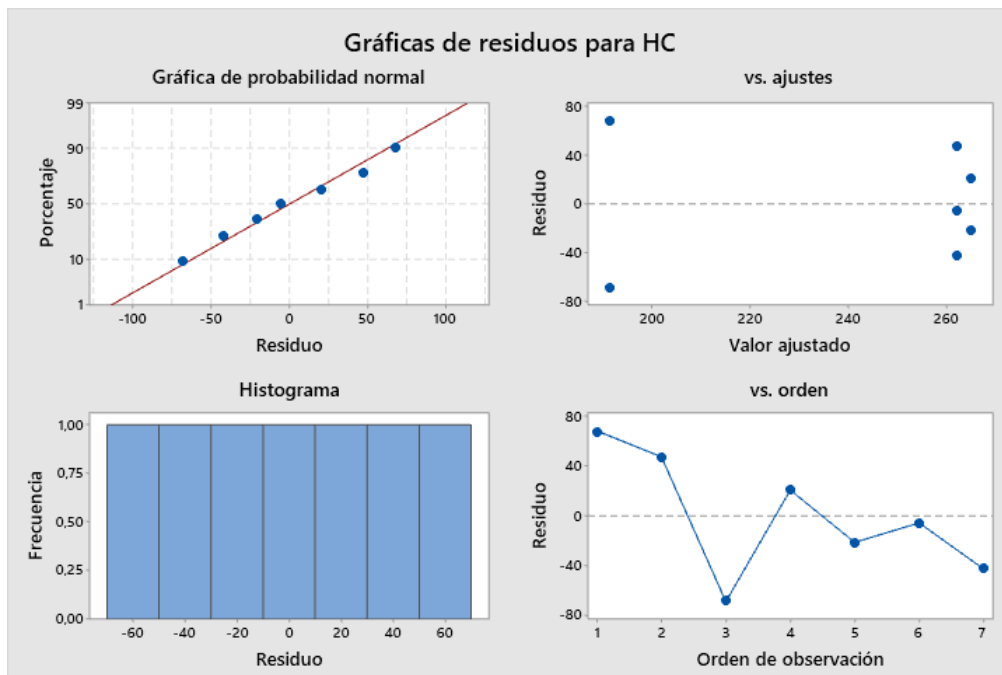 Gráficas de residuos para HC
Gráfica de probabilidad normal
99
90
50
10
1
Porcentaje
-100 -50 0 50 100
Residuo
vs. ajustes
80
40
0
-40
-80
Residuo
200 220 240 260
Valor ajustado
Histograma
1,00
0,75
0,50
0,25
0,00
Frecuencia
-60 -40 -20 0 20 40 60
Residuo
vs. orden
80
40
0
-40
-80
Residuo
1 2 3 4 5 6 7
Orden de observación